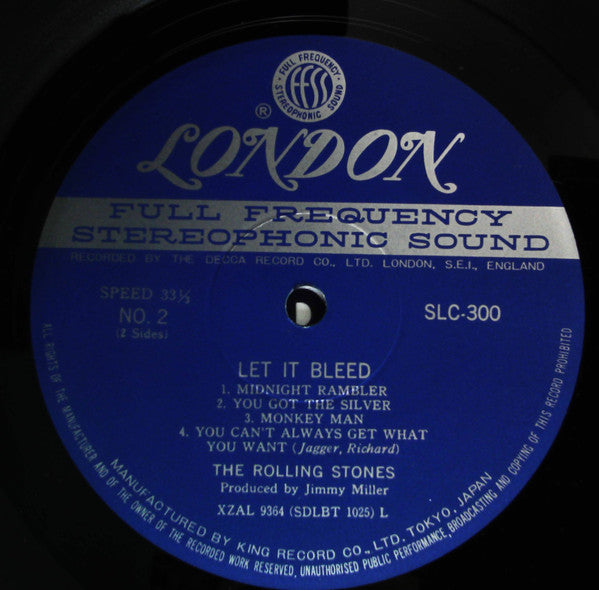 FULL FREQUENCY
ffss
STEREOPHONIC SOUND
®
LONDON
FULL FREQUENCY
STEREOPHONIC SOUND
RECORDED BY THE DECCA RECORD CO., LTD. LONDON, S.E.I., ENGLAND
SPEED 33⅓
NO. 2
(2 Sides)
SLC-300
LET IT BLEED
1. MIDNIGHT RAMBLER
2. YOU GOT THE SILVER
3. MONKEY MAN
4. YOU CAN'T ALWAYS GET WHAT
YOU WANT (Jagger, Richard)
THE ROLLING STONES
Produced by Jimmy Miller
XZAL 9364 (SDLBT 1025) L
MANUFACTURED BY KING RECORD CO., LTD. TOKYO, JAPAN
ALL RIGHTS OF THE MANUFACTURER AND OF THE OWNER OF THE RECORDED WORK RESERVED, UNAUTHORISED PUBLIC PERFORMANCE, BROADCASTING AND COPYING OF THIS RECORD PROHIBITED